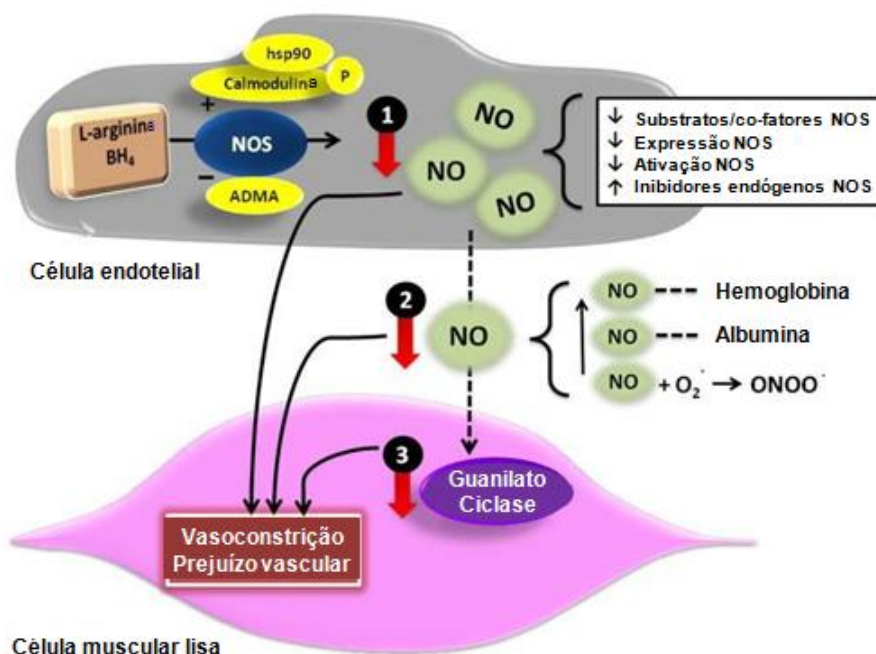 hsp90
Calmodulina
P
+
L-arginina
BH4
NOS
−
ADMA
1
NO
NO
NO
↓ Substratos/co-fatores NOS
↓ Expressão NOS
↓ Ativação NOS
↑ Inibidores endógenos NOS
Célula endotelial
2
NO
NO Hemoglobina
NO Albumina
NO + O2˙ → ONOO˙
3
Guanilato
Ciclase
Vasoconstrição
Prejuízo vascular
Célula muscular lisa